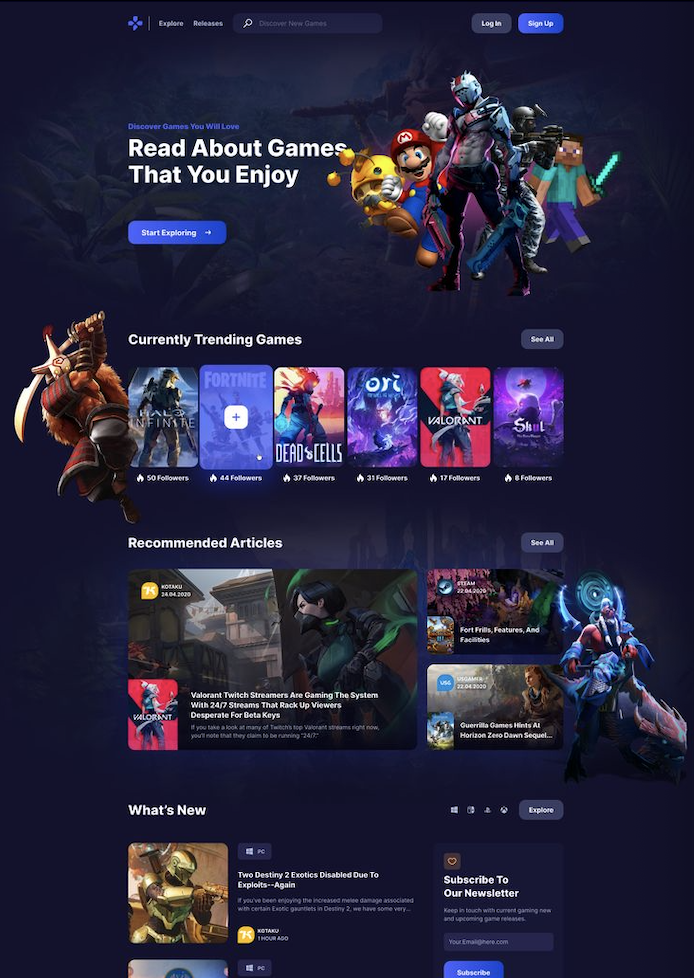 Explore Releases Discover New Games Log In Sign Up
Discover Games You Will Love
Read About Games
That You Enjoy
Start Exploring →
Currently Trending Games See All
HALO
INFINITE
FORTNITE
DEAD CELLS
ori
VALORANT
Skul
50 Followers 44 Followers 37 Followers 31 Followers 17 Followers 6 Followers
Recommended Articles See All
KOTAKU
24.04.2020
VALORANT
Valorant Twitch Streamers Are Gaming The System
With 24/7 Streams That Rack Up Viewers
Desperate For Beta Keys
If you take a look at many of Twitch's top Valorant streams right now,
you'll note that they claim to be running "24/7."
STEAM
22.04.2020
Fort Frills, Features, And
Facilities
USG
USGAMER
22.04.2020
Guerrilla Games Hints At
Horizon Zero Dawn Sequel...
What's New Explore
PC
Two Destiny 2 Exotics Disabled Due To
Exploits--Again
If you've been enjoying the increased melee damage associated
with certain Exotic gauntlets in Destiny 2, we have some very...
KOTAKU
1 HOUR AGO
PC
Subscribe To
Our Newsletter
Keep in touch with current gaming new
and upcoming game releases.
Your.Email@here.com
Subscribe